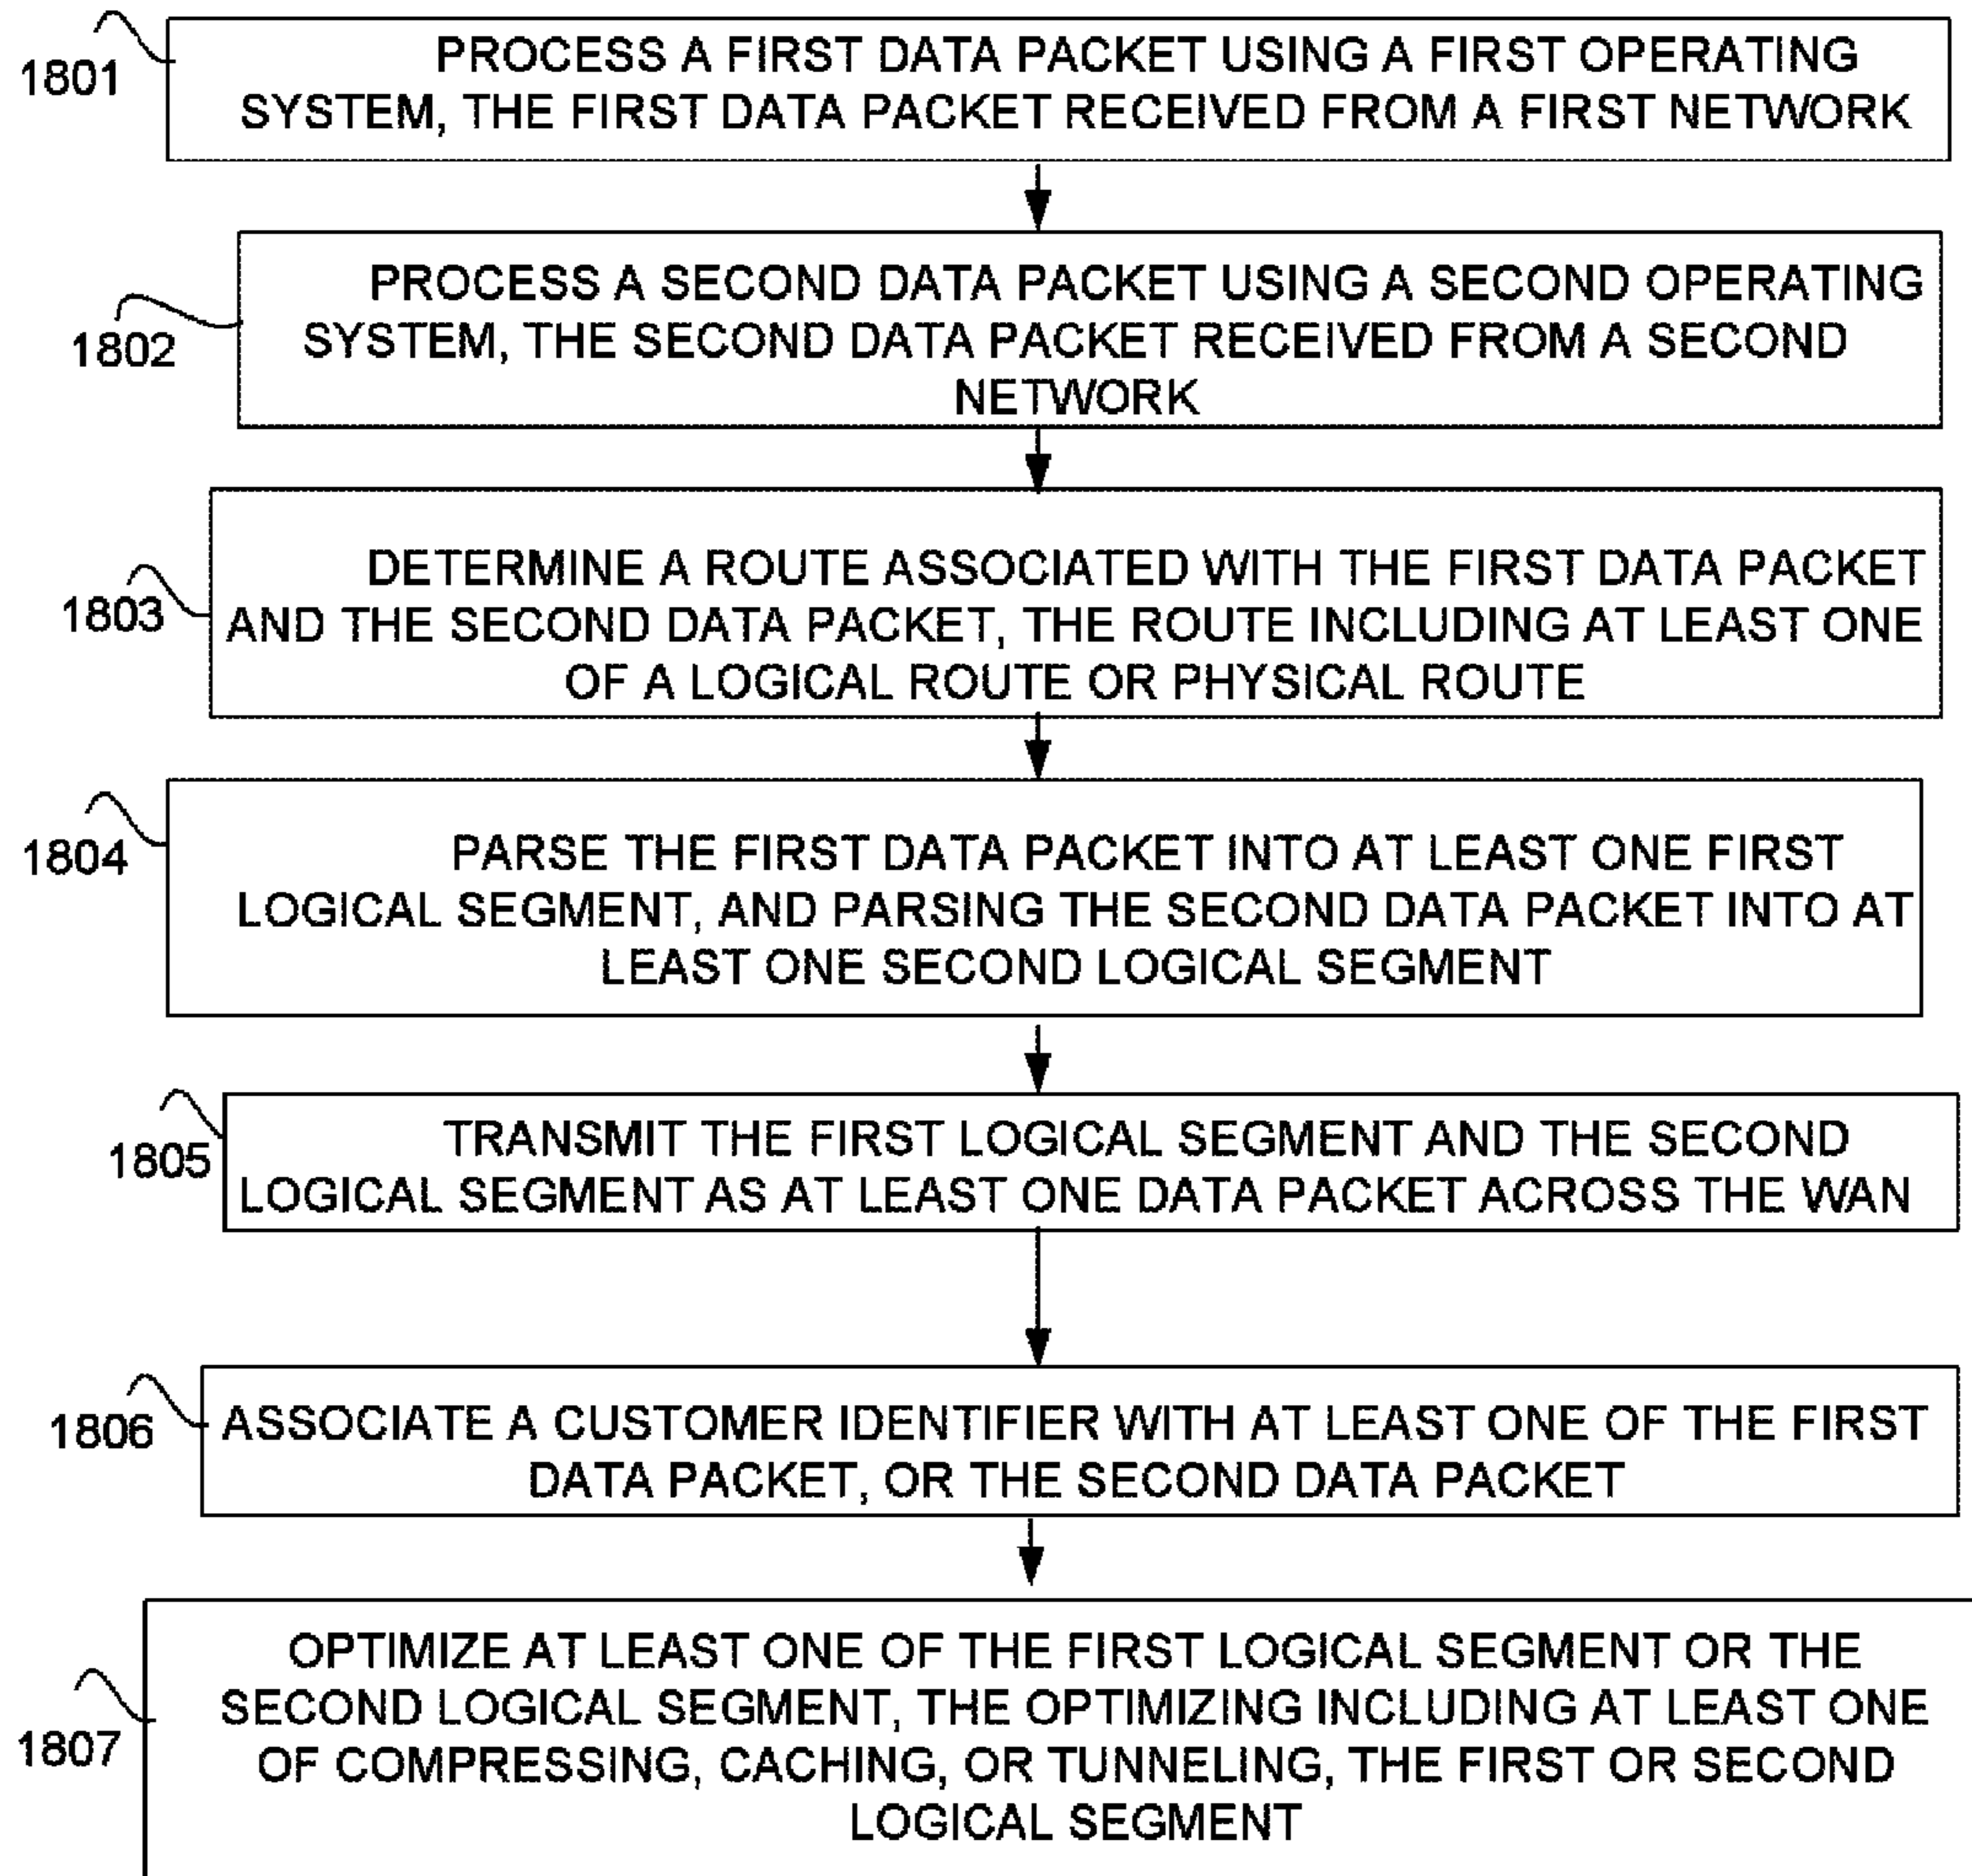 1801
PROCESS A FIRST DATA PACKET USING A FIRST OPERATING
SYSTEM, THE FIRST DATA PACKET RECEIVED FROM A FIRST NETWORK
1802
PROCESS A SECOND DATA PACKET USING A SECOND OPERATING
SYSTEM, THE SECOND DATA PACKET RECEIVED FROM A SECOND
NETWORK
1803
DETERMINE A ROUTE ASSOCIATED WITH THE FIRST DATA PACKET
AND THE SECOND DATA PACKET, THE ROUTE INCLUDING AT LEAST ONE
OF A LOGICAL ROUTE OR PHYSICAL ROUTE
1804
PARSE THE FIRST DATA PACKET INTO AT LEAST ONE FIRST
LOGICAL SEGMENT, AND PARSING THE SECOND DATA PACKET INTO AT
LEAST ONE SECOND LOGICAL SEGMENT
1805
TRANSMIT THE FIRST LOGICAL SEGMENT AND THE SECOND
LOGICAL SEGMENT AS AT LEAST ONE DATA PACKET ACROSS THE WAN
1806
ASSOCIATE A CUSTOMER IDENTIFIER WITH AT LEAST ONE OF THE FIRST
DATA PACKET, OR THE SECOND DATA PACKET
1807
OPTIMIZE AT LEAST ONE OF THE FIRST LOGICAL SEGMENT OR THE
SECOND LOGICAL SEGMENT, THE OPTIMIZING INCLUDING AT LEAST ONE
OF COMPRESSING, CACHING, OR TUNNELING, THE FIRST OR SECOND
LOGICAL SEGMENT